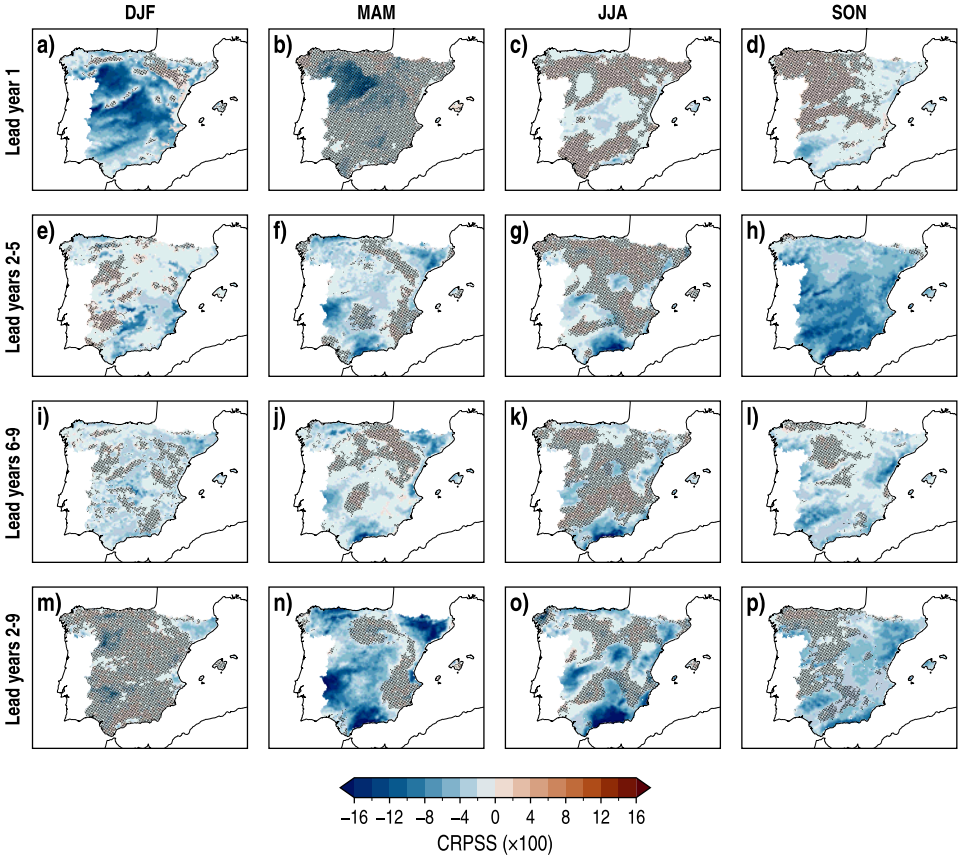 DJF MAM JJA SON
Lead year 1
a) b) c) d)
Lead years 2-5
e) f) g) h)
Lead years 6-9
i) j) k) l)
Lead years 2-9
m) n) o) p)
−16 −12 −8 −4 0 4 8 12 16
CRPSS (×100)